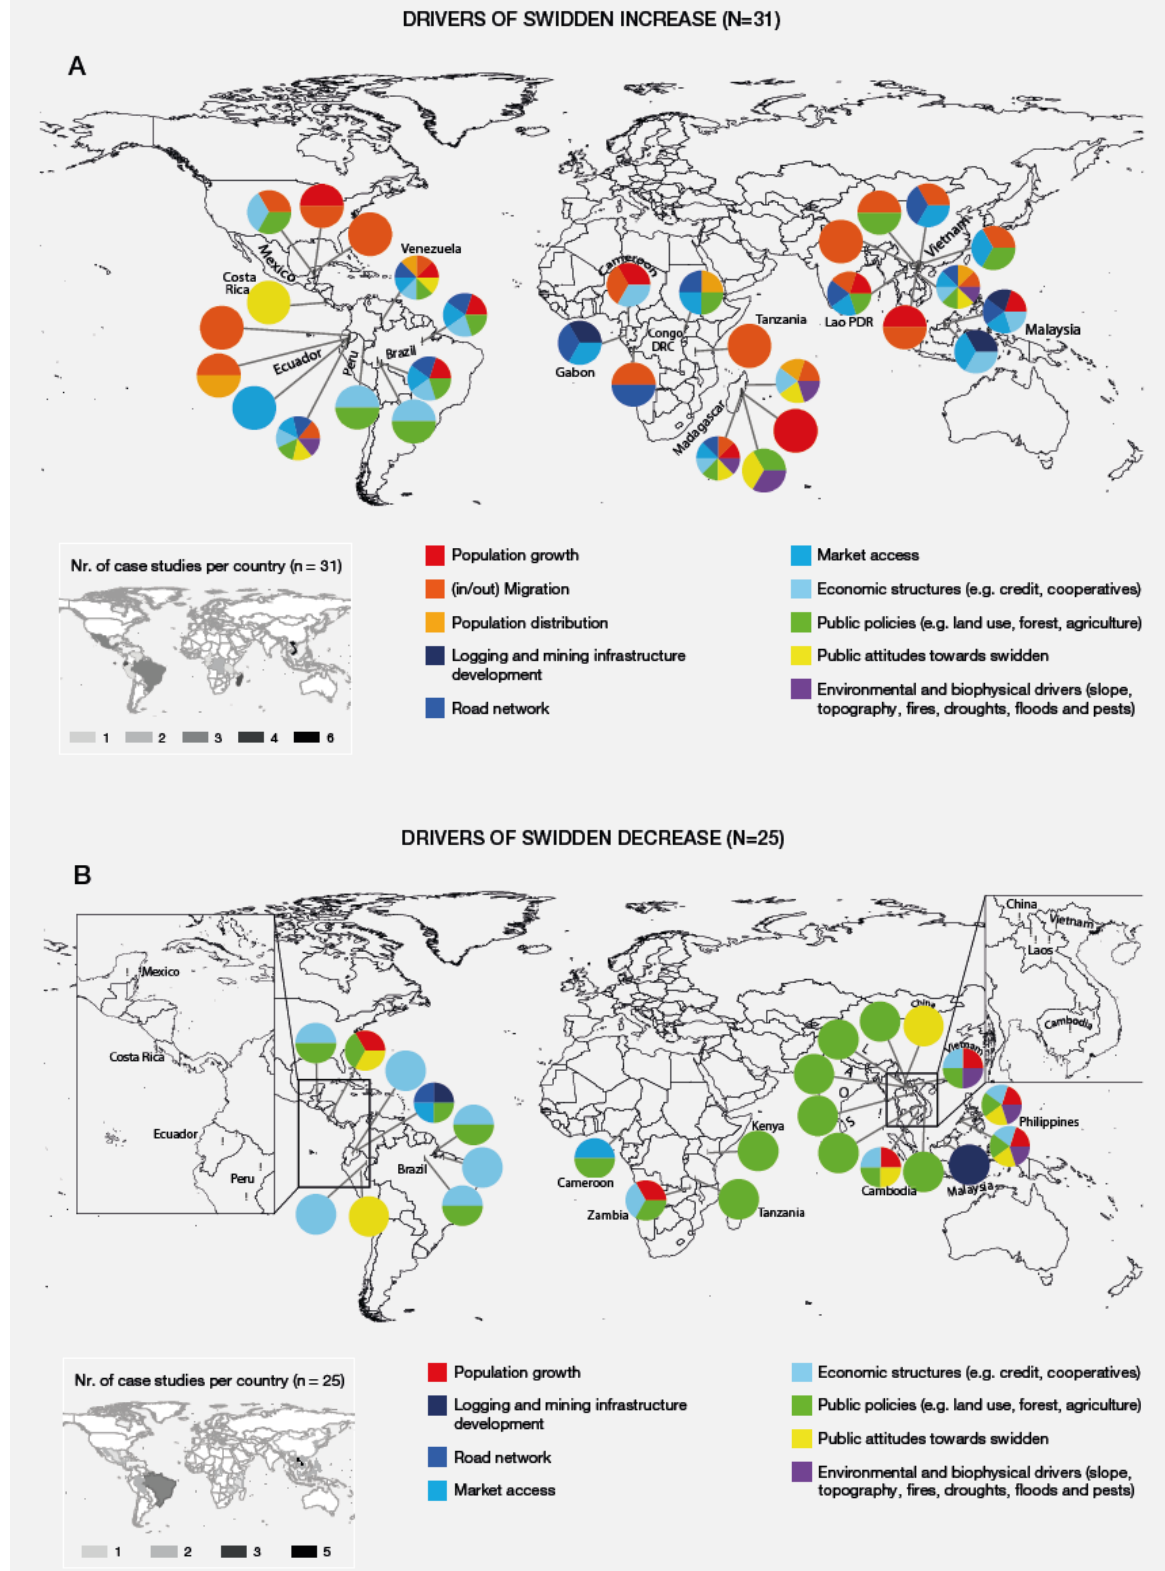 DRIVERS OF SWIDDEN INCREASE (N=31)
A
Mexico
Venezuela
Costa
Rica
Ecuador
Peru
Brazil
Cameroon
Gabon
Congo
DRC
Tanzania
Madagascar
Vietnam
Lao PDR
Malaysia
Nr. of case studies per country (n = 31)
1 2 3 4 6
Population growth
(in/out) Migration
Population distribution
Logging and mining infrastructure
development
Road network
Market access
Economic structures (e.g. credit, cooperatives)
Public policies (e.g. land use, forest, agriculture)
Public attitudes towards swidden
Environmental and biophysical drivers (slope,
topography, fires, droughts, floods and pests)
DRIVERS OF SWIDDEN DECREASE (N=25)
B
Mexico
Costa Rica
Ecuador
Peru
Brazil
Cameroon
Zambia
Kenya
Tanzania
L A O S
China
Vietnam
Cambodia
Malaysia
Philippines
China
Vietnam
Laos
Cambodia
Nr. of case studies per country (n = 25)
1 2 3 5
Population growth
Logging and mining infrastructure
development
Road network
Market access
Economic structures (e.g. credit, cooperatives)
Public policies (e.g. land use, forest, agriculture)
Public attitudes towards swidden
Environmental and biophysical drivers (slope,
topography, fires, droughts, floods and pests)